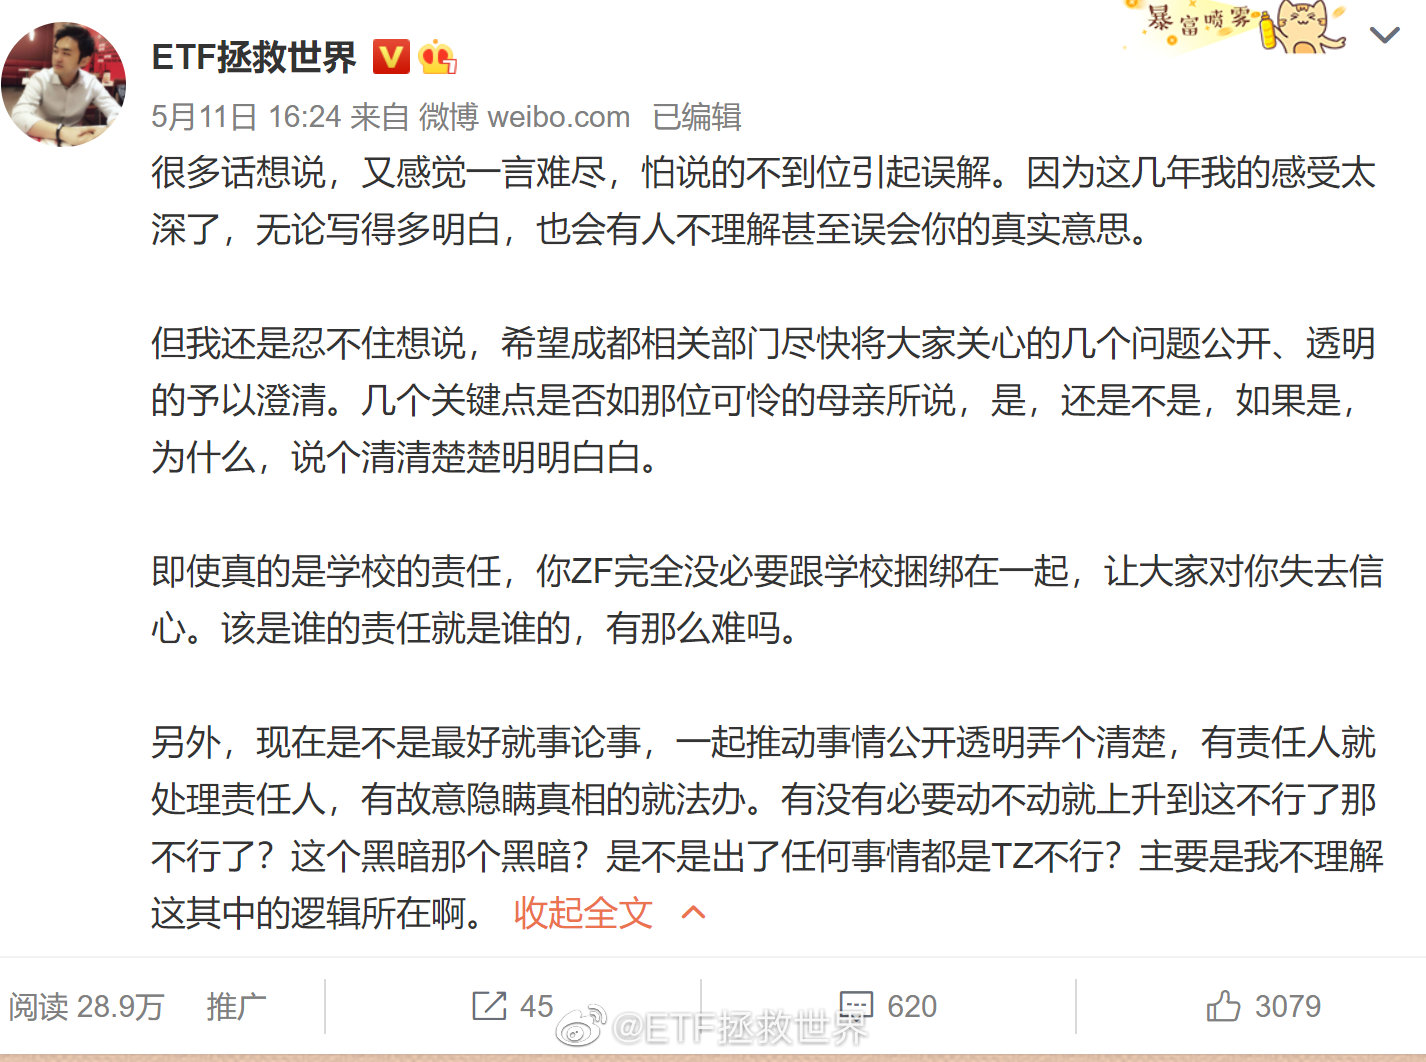 暴富喷雾
ETF拯救世界 V 7
5月11日 16:24 来自 微博 weibo.com 已编辑
很多话想说，又感觉一言难尽，怕说的不到位引起误解。因为这几年我的感受太
深了，无论写得多明白，也会有人不理解甚至误会你的真实意思。
但我还是忍不住想说，希望成都相关部门尽快将大家关心的几个问题公开、透明
的予以澄清。几个关键点是否如那位可怜的母亲所说，是，还是不是，如果是，
为什么，说个清清楚楚明明白白。
即使真的是学校的责任，你ZF完全没必要跟学校捆绑在一起，让大家对你失去信
心。该是谁的责任就是谁的，有那么难吗。
另外，现在是不是最好就事论事，一起推动事情公开透明弄个清楚，有责任人就
处理责任人，有故意隐瞒真相的就法办。有没有必要动不动就上升到这不行了那
不行了？这个黑暗那个黑暗？是不是出了任何事情都是TZ不行？主要是我不理解
这其中的逻辑所在啊。 收起全文
阅读 28.9万 推广 45 620 3079
@ETF拯救世界